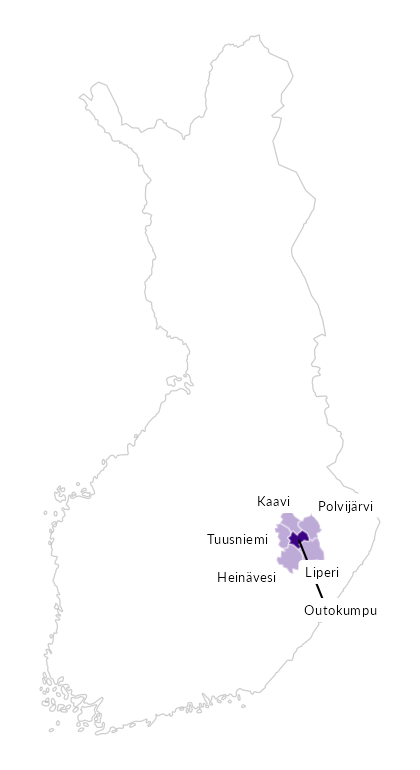 Kaavi
Polvijärvi
Tuusniemi
Liperi
Heinävesi
Outokumpu